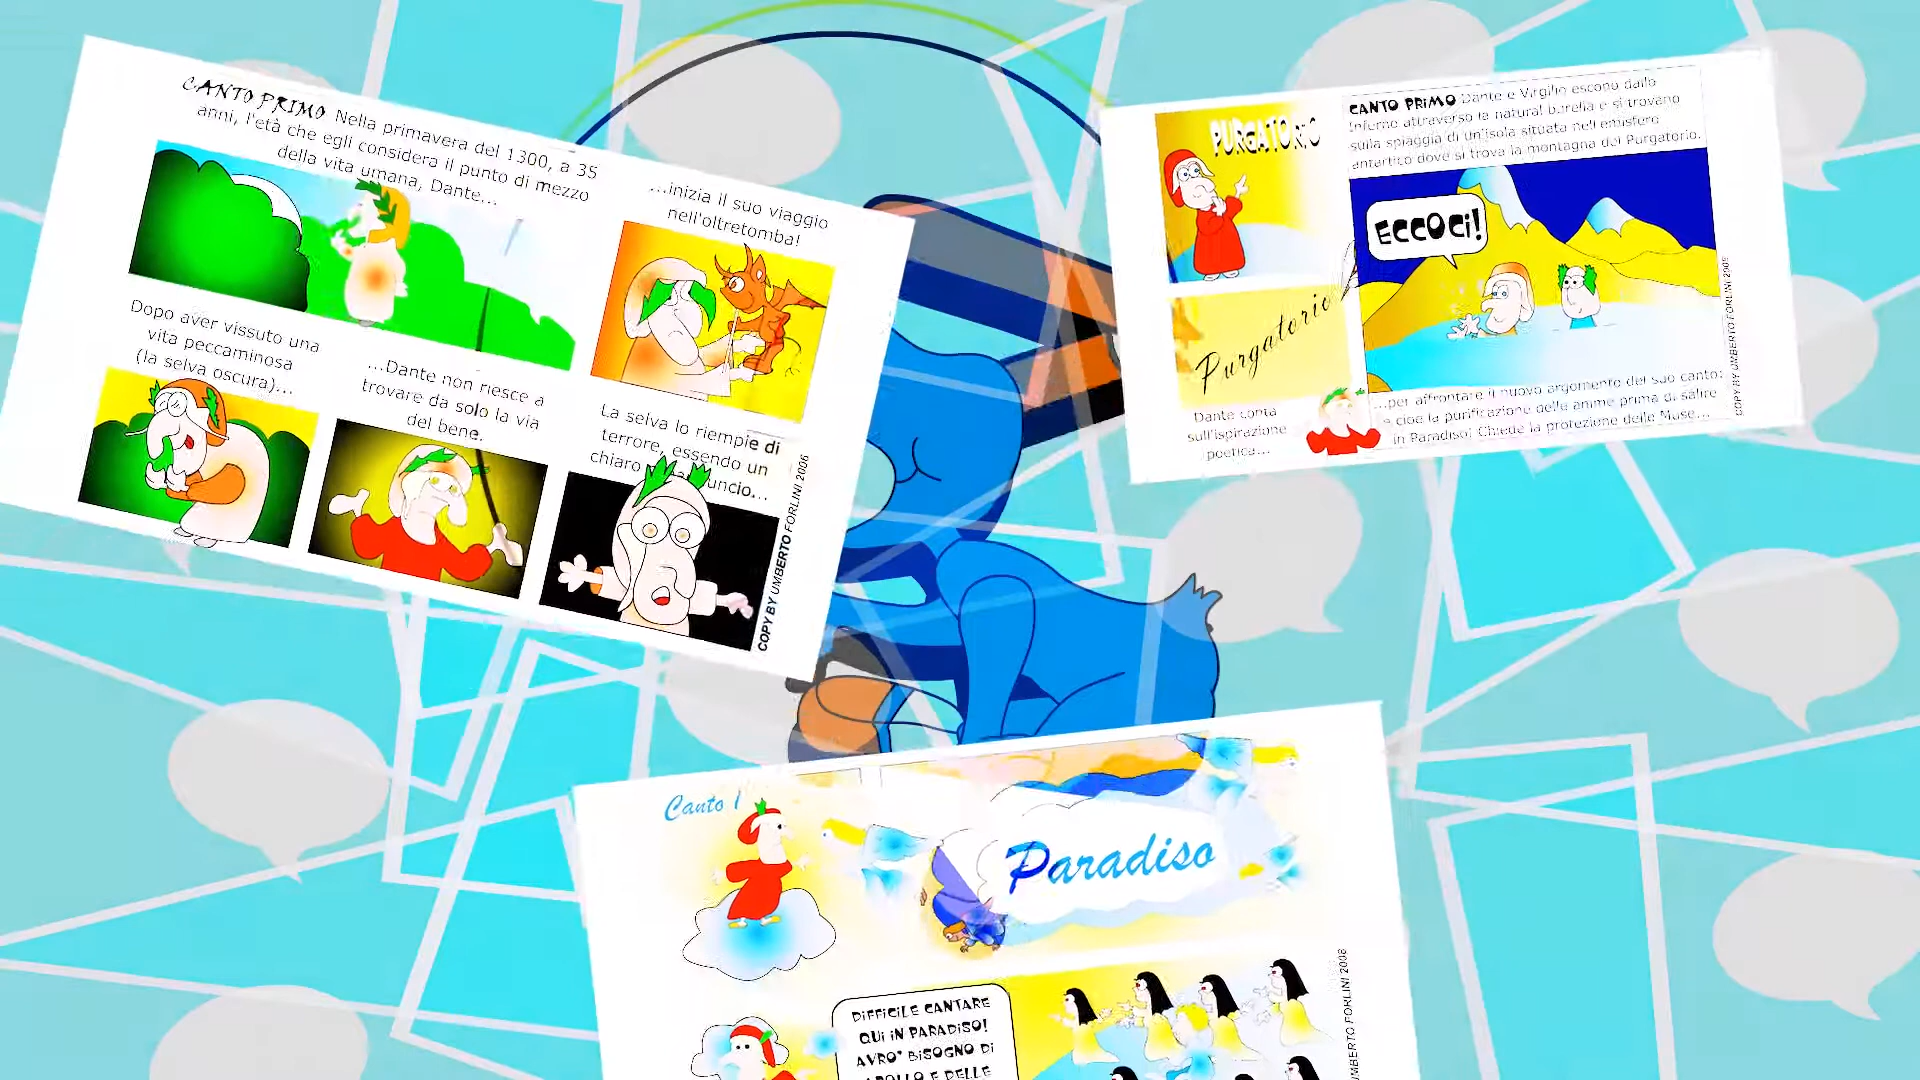 CANTO PRIMO Nella primavera del 1300, a 35
anni, l'età che egli considera il punto di mezzo
della vita umana, Dante...
...inizia il suo viaggio
nell'oltretomba!
Dopo aver vissuto una
vita peccaminosa
(la selva oscura)...
...Dante non riesce a
trovare da solo la via
del bene.
La selva lo riempie di
terrore, essendo un
chiaro
uncio...
COPY BY UMBERTO FORLINI 2006
PURGATORIO
CANTO PRIMO Dante e Virgilio escono dallo
Inferno attraverso la natural burella e si trovano
sulla spiaggia di un'isola situata nell'emisfero
antartico dove si trova la montagna del Purgatorio.
ECCOCI!
Purgatorio
Dante conta
sull'ispirazione
poetica...
...per affrontare il nuovo argomento del suo canto:
e cioè la purificazione delle anime prima di salire
in Paradiso! Chiede la protezione delle Muse...
COPY BY UMBERTO FORLINI 2006
Canto I
Paradiso
DIFFICILE CANTARE
QUI IN PARADISO!
AVRO' BISOGNO DI
APOLLO E DELLE
UMBERTO FORLINI 2008